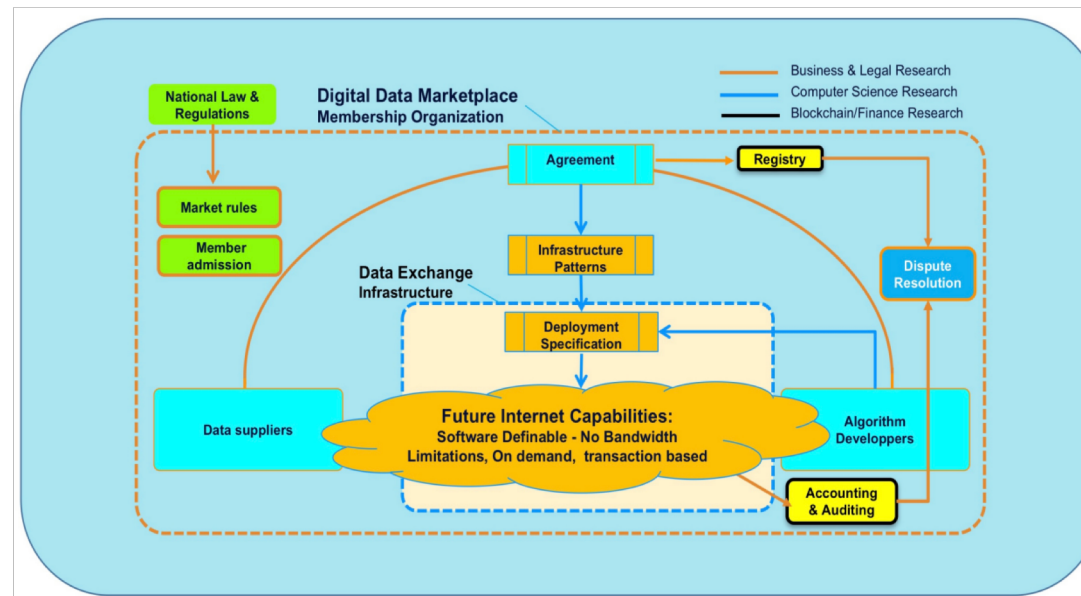 National Law &
Regulations
Digital Data Marketplace
Membership Organization
Business & Legal Research
Computer Science Research
Blockchain/Finance Research
Agreement
Registry
Market rules
Member
admission
Infrastructure
Patterns
Dispute
Resolution
Data Exchange
Infrastructure
Deployment
Specification
Data suppliers
Future Internet Capabilities:
Software Definable - No Bandwidth
Limitations, On demand, transaction based
Algorithm
Developpers
Accounting
& Auditing